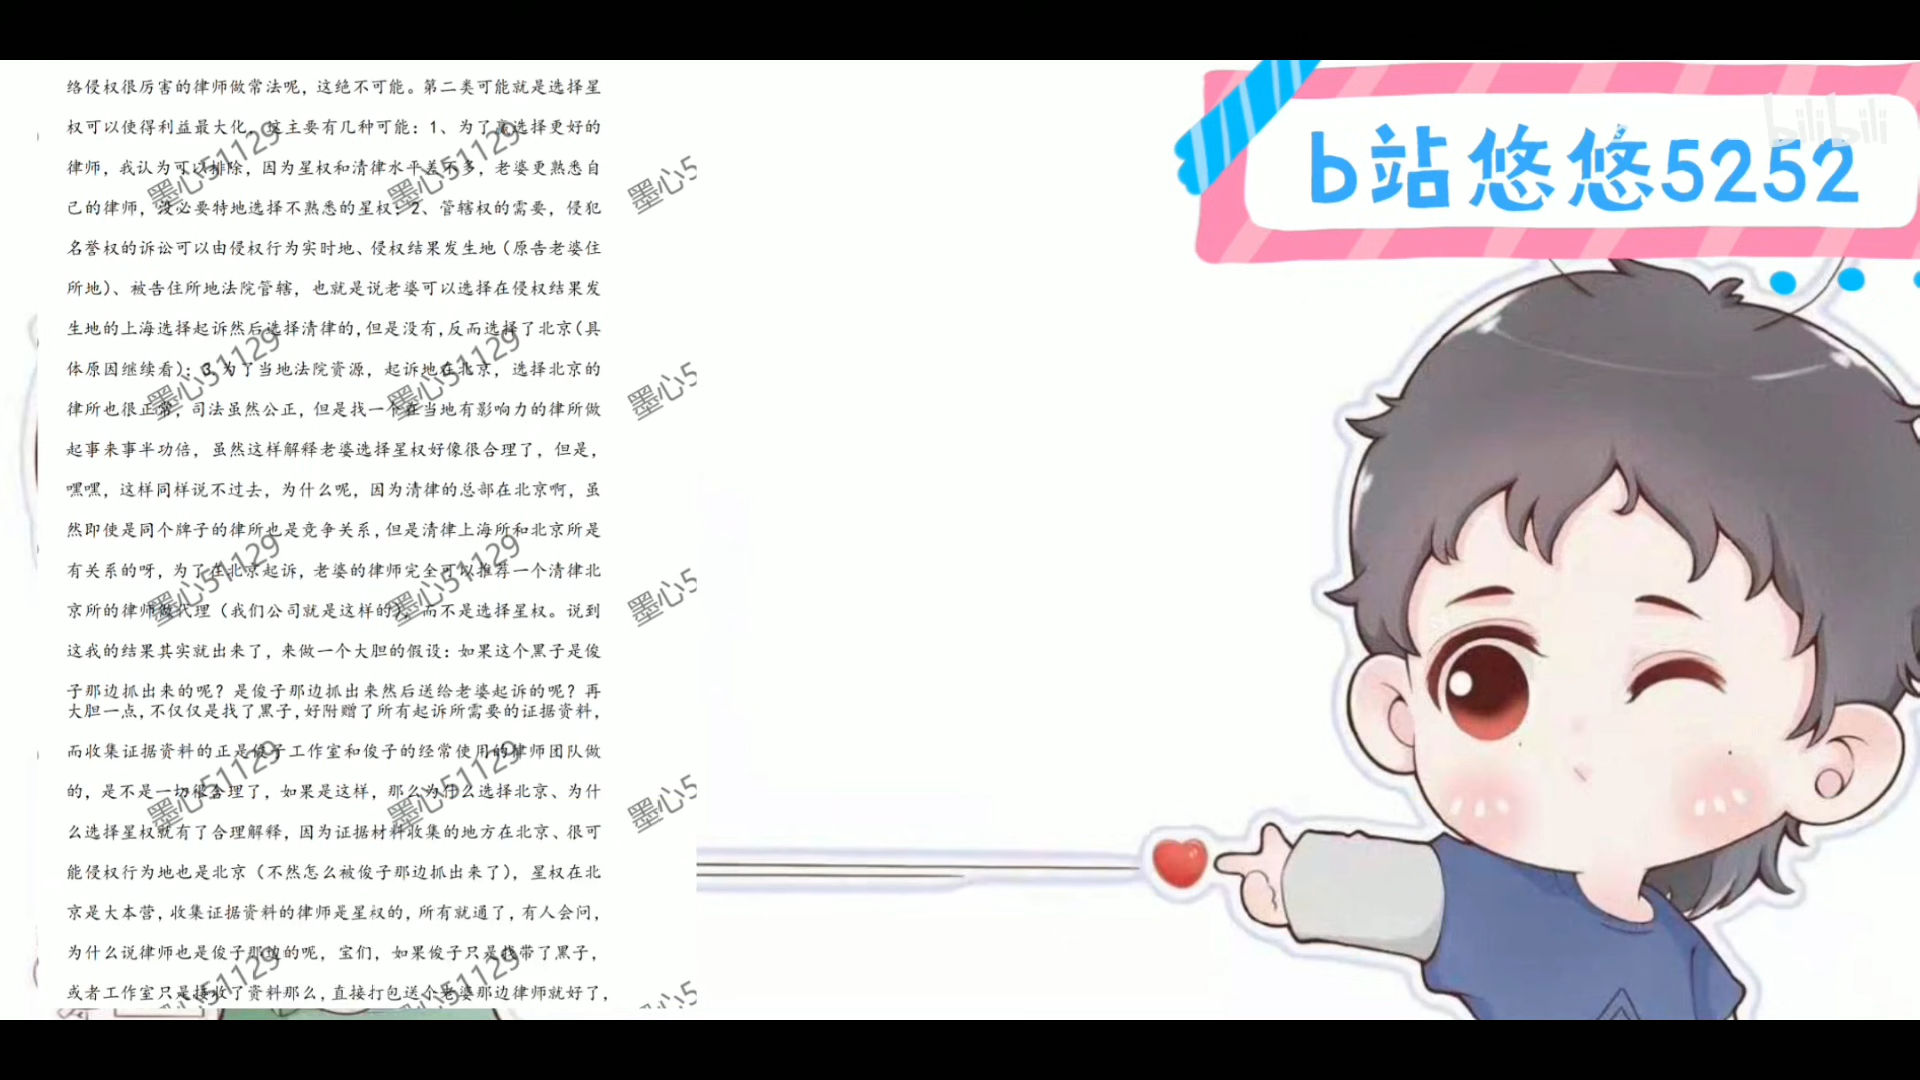 络侵权很厉害的律师做常法呢，这绝不可能。第二类可能就是选择星
权可以使得利益最大化，这主要有几种可能：1、为了高选择更好的
律师，我认为可以排除，因为星权和清律水平差不多，老婆更熟悉自
己的律师，没必要特地选择不熟悉的星权；2、管辖权的需要，侵犯
名誉权的诉讼可以由侵权行为实时地、侵权结果发生地（原告老婆住
所地）、被告住所地法院管辖，也就是说老婆可以选择在侵权结果发
生地的上海选择起诉然后选择清律的，但是没有，反而选择了北京（具
体原因继续看）；3、为了当地法院资源，起诉地在北京，选择北京的
律所也很正常，司法虽然公正，但是找一个在当地有影响力的律所做
起事来事半功倍，虽然这样解释老婆选择星权好像很合理了，但是，
嘿嘿，这样同样说不过去，为什么呢，因为清律的总部在北京啊，虽
然即使是同个牌子的律所也是竞争关系，但是清律上海所和北京所是
有关系的呀，为了在北京起诉，老婆的律师完全可以推荐一个清律北
京所的律师做代理（我们公司就是这样的），而不是选择星权。说到
这我的结果其实就出来了，来做一个大胆的假设：如果这个黑子是俊
子那边抓出来的呢？是俊子那边抓出来然后送给老婆起诉的呢？再
大胆一点，不仅仅是找了黑子，好附赠了所有起诉所需要的证据资料，
而收集证据资料的正是俊子工作室和俊子的经常使用的律师团队做
的，是不是一切很合理了，如果是这样，那么为什么选择北京、为什
么选择星权就有了合理解释，因为证据材料收集的地方在北京、很可
能侵权行为地也是北京（不然怎么被俊子那边抓出来了），星权在北
京是大本营，收集证据资料的律师是星权的，所有就通了，有人会问，
为什么说律师也是俊子那边的呢，宝们，如果俊子只是找带了黑子，
或者工作室只是接收了资料那么，直接打包送个老婆那边律师就好了，
墨心51129
b站悠悠5252
bilibili